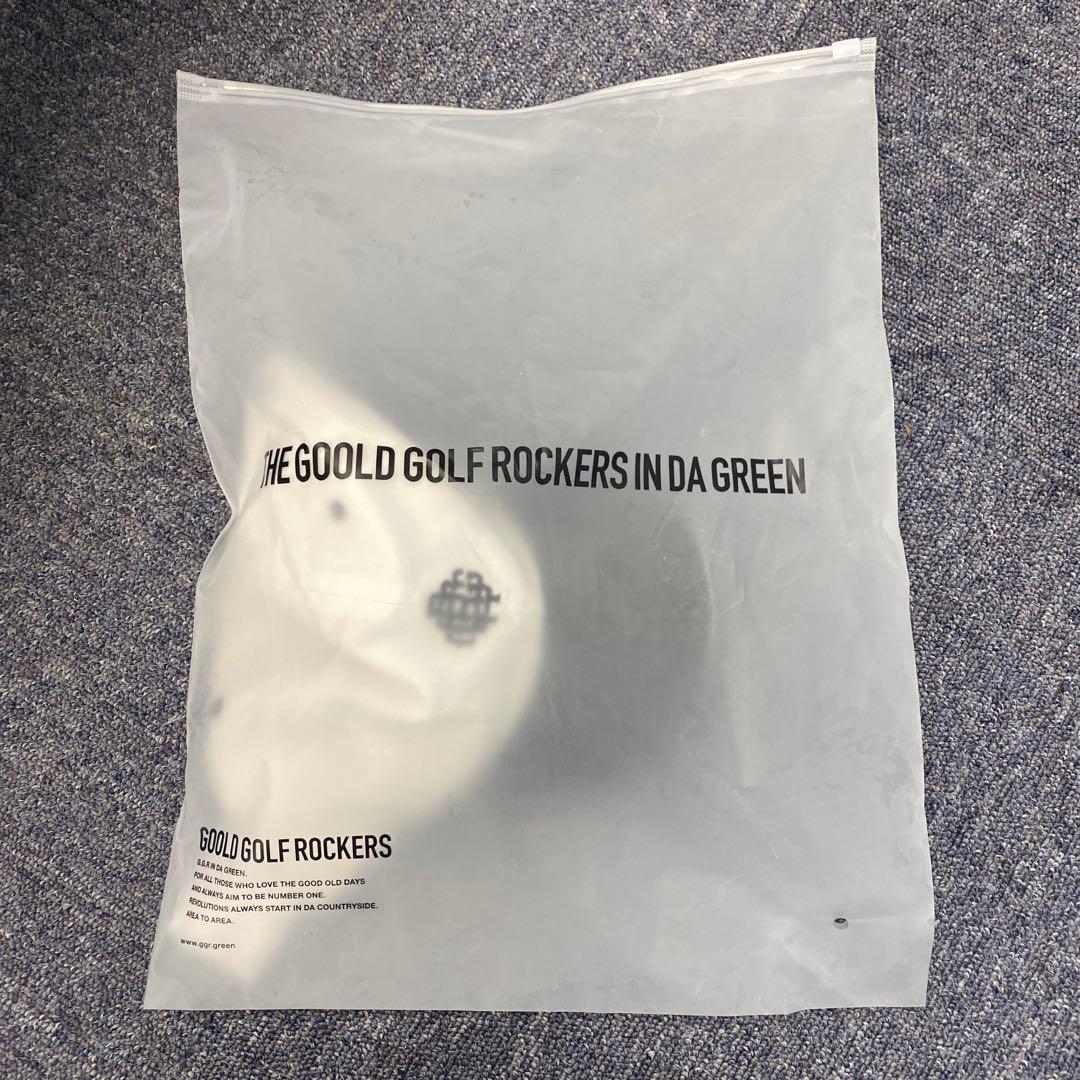 THE GOOLD GOLF ROCKERS IN DA GREEN
GOOLD GOLF ROCKERS
G.G.R IN DA GREEN.
FOR ALL THOSE WHO LOVE THE GOOD OLD DAYS
AND ALWAYS AIM TO BE NUMBER ONE.
REVOLUTIONS ALWAYS START IN DA COUNTRYSIDE.
AREA TO AREA.
www.ggr.green